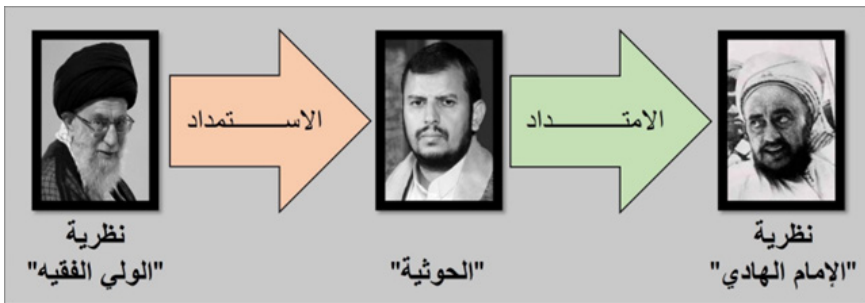 الاستمداد
الامتداد
نظرية
"الولي الفقيه"
"الحوثية"
نظرية
"الإمام الهادي"